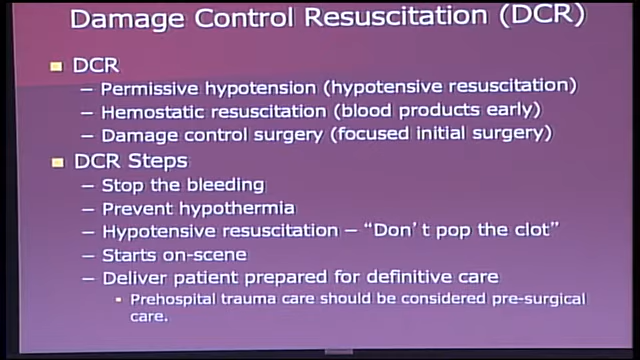 Damage Control Resuscitation (DCR)
DCR
– Permissive hypotension (hypotensive resuscitation)
– Hemostatic resuscitation (blood products early)
– Damage control surgery (focused initial surgery)
DCR Steps
– Stop the bleeding
– Prevent hypothermia
– Hypotensive resuscitation – “Don’t pop the clot”
– Starts on-scene
– Deliver patient prepared for definitive care
▪ Prehospital trauma care should be considered pre-surgical
care.